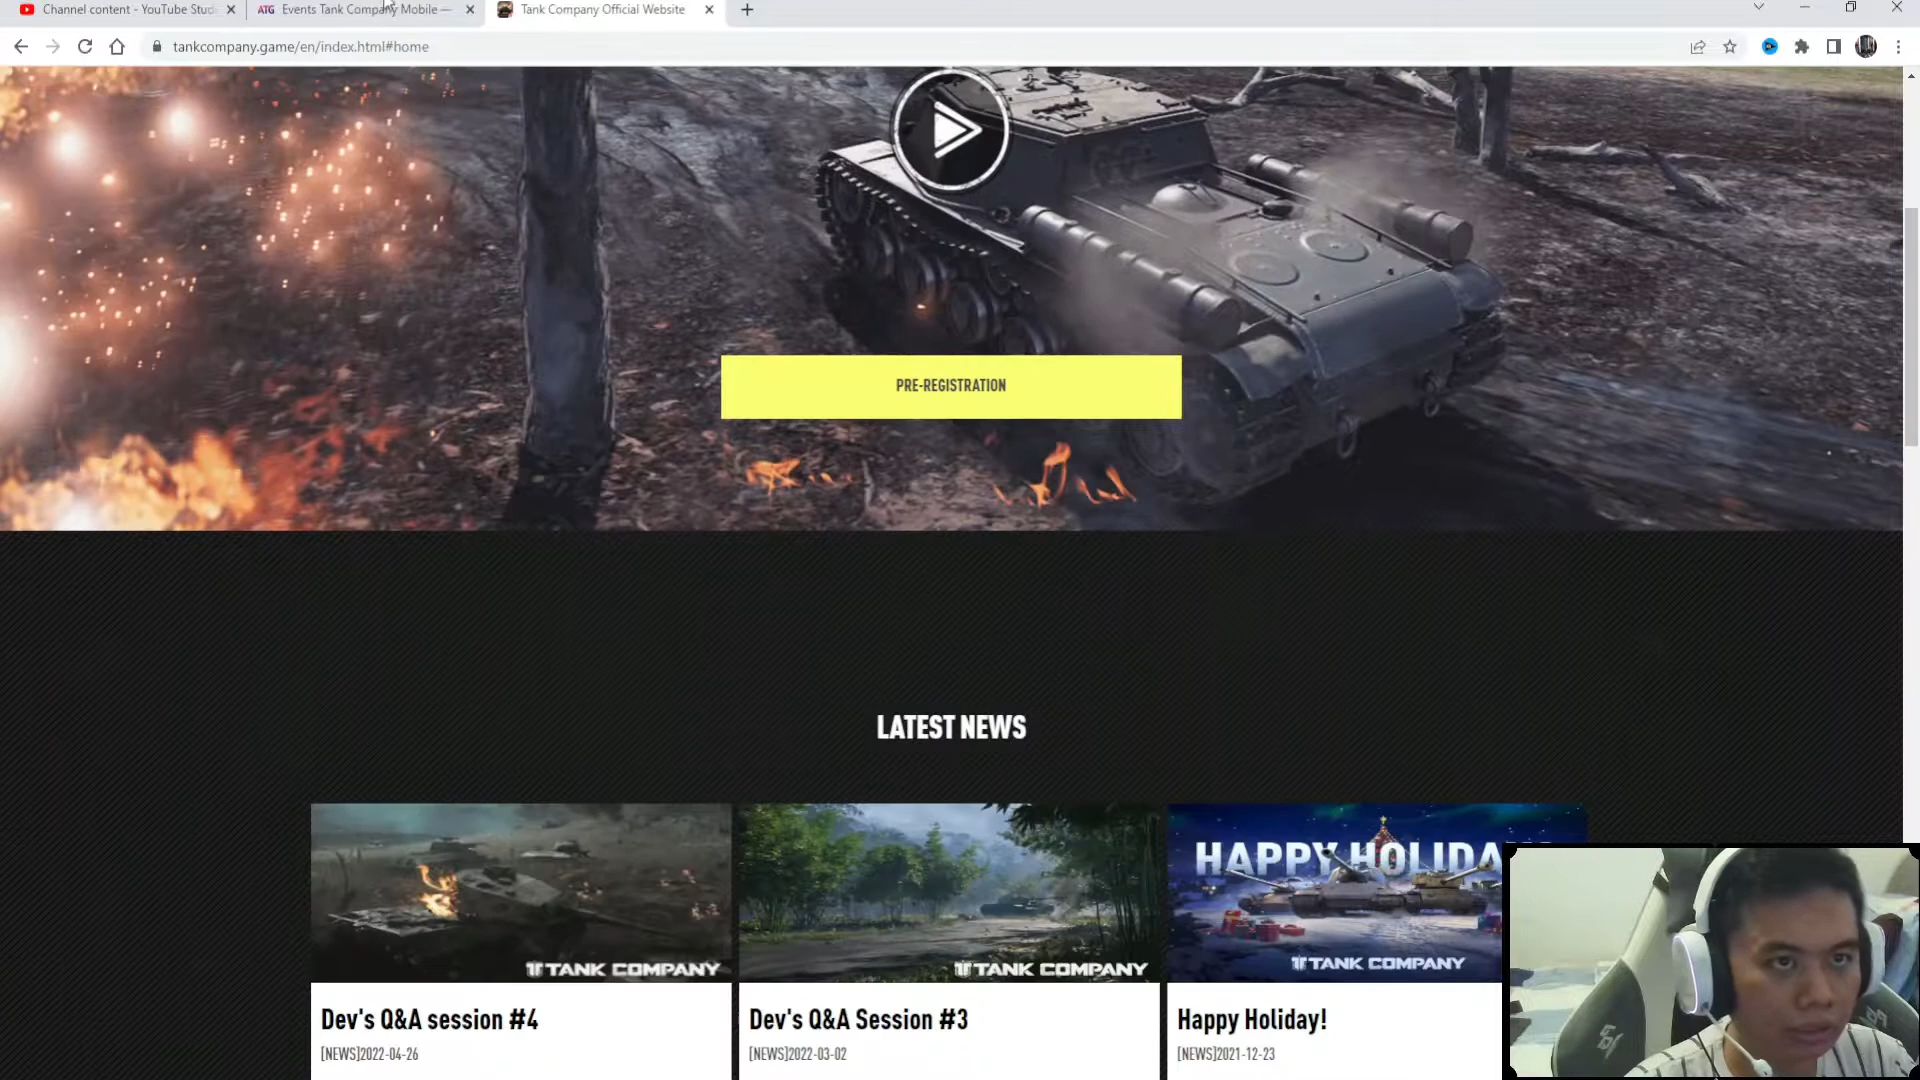 Channel content - YouTube Stud
ATG Events Tank Company Mobile —
Tank Company Official Website
tankcompany.game/en/index.html#home
PRE-REGISTRATION
LATEST NEWS
TANK COMPANY
TANK COMPANY
HAPPY HOLIDA
TANK COMPANY
Dev's Q&A session #4
[NEWS]2022-04-26
Dev's Q&A Session #3
[NEWS]2022-03-02
Happy Holiday!
[NEWS]2021-12-23